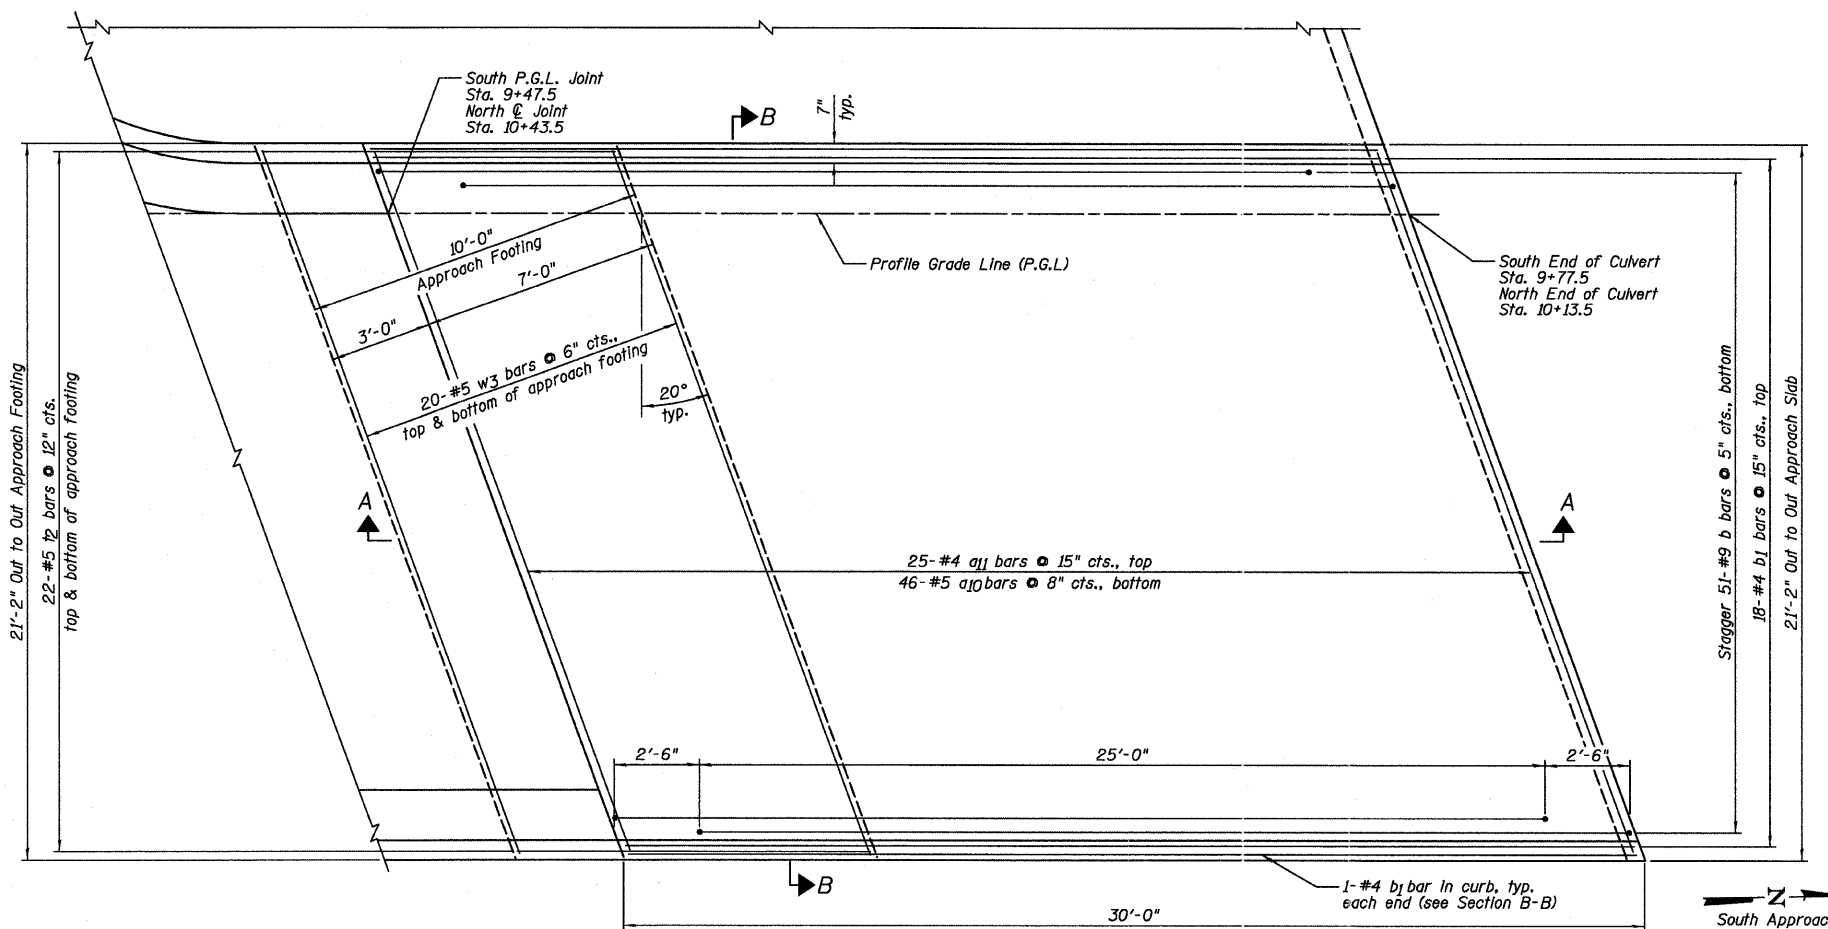 South P.G.L. Joint
Sta. 9+47.5
North ℄ Joint
Sta. 10+43.5
B
7"
typ.
10'-0"
Approach Footing
7'-0"
3'-0"
20-#5 w3 bars @ 6" cts.,
top & bottom of approach footing
20°
typ.
Profile Grade Line (P.G.L)
South End of Culvert
Sta. 9+77.5
North End of Culvert
Sta. 10+13.5
21'-2" Out to Out Approach Footing
22-#5 t2 bars @ 12" cts.
top & bottom of approach footing
A
A
25-#4 a11 bars @ 15" cts., top
46-#5 a10 bars @ 8" cts., bottom
Stagger 51-#9 b bars @ 5" cts., bottom
18-#4 b1 bars @ 15" cts., top
21'-2" Out to Out Approach Slab
2'-6"
25'-0"
2'-6"
B
1-#4 b1 bar in curb, typ.
each end (see Section B-B)
30'-0"
N
South Approac